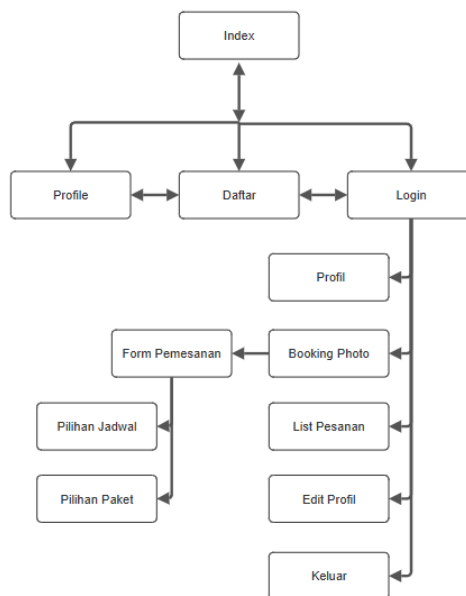 Index
Profile
Daftar
Login
Profil
Form Pemesanan
Booking Photo
Pilihan Jadwal
List Pesanan
Pilihan Paket
Edit Profil
Keluar